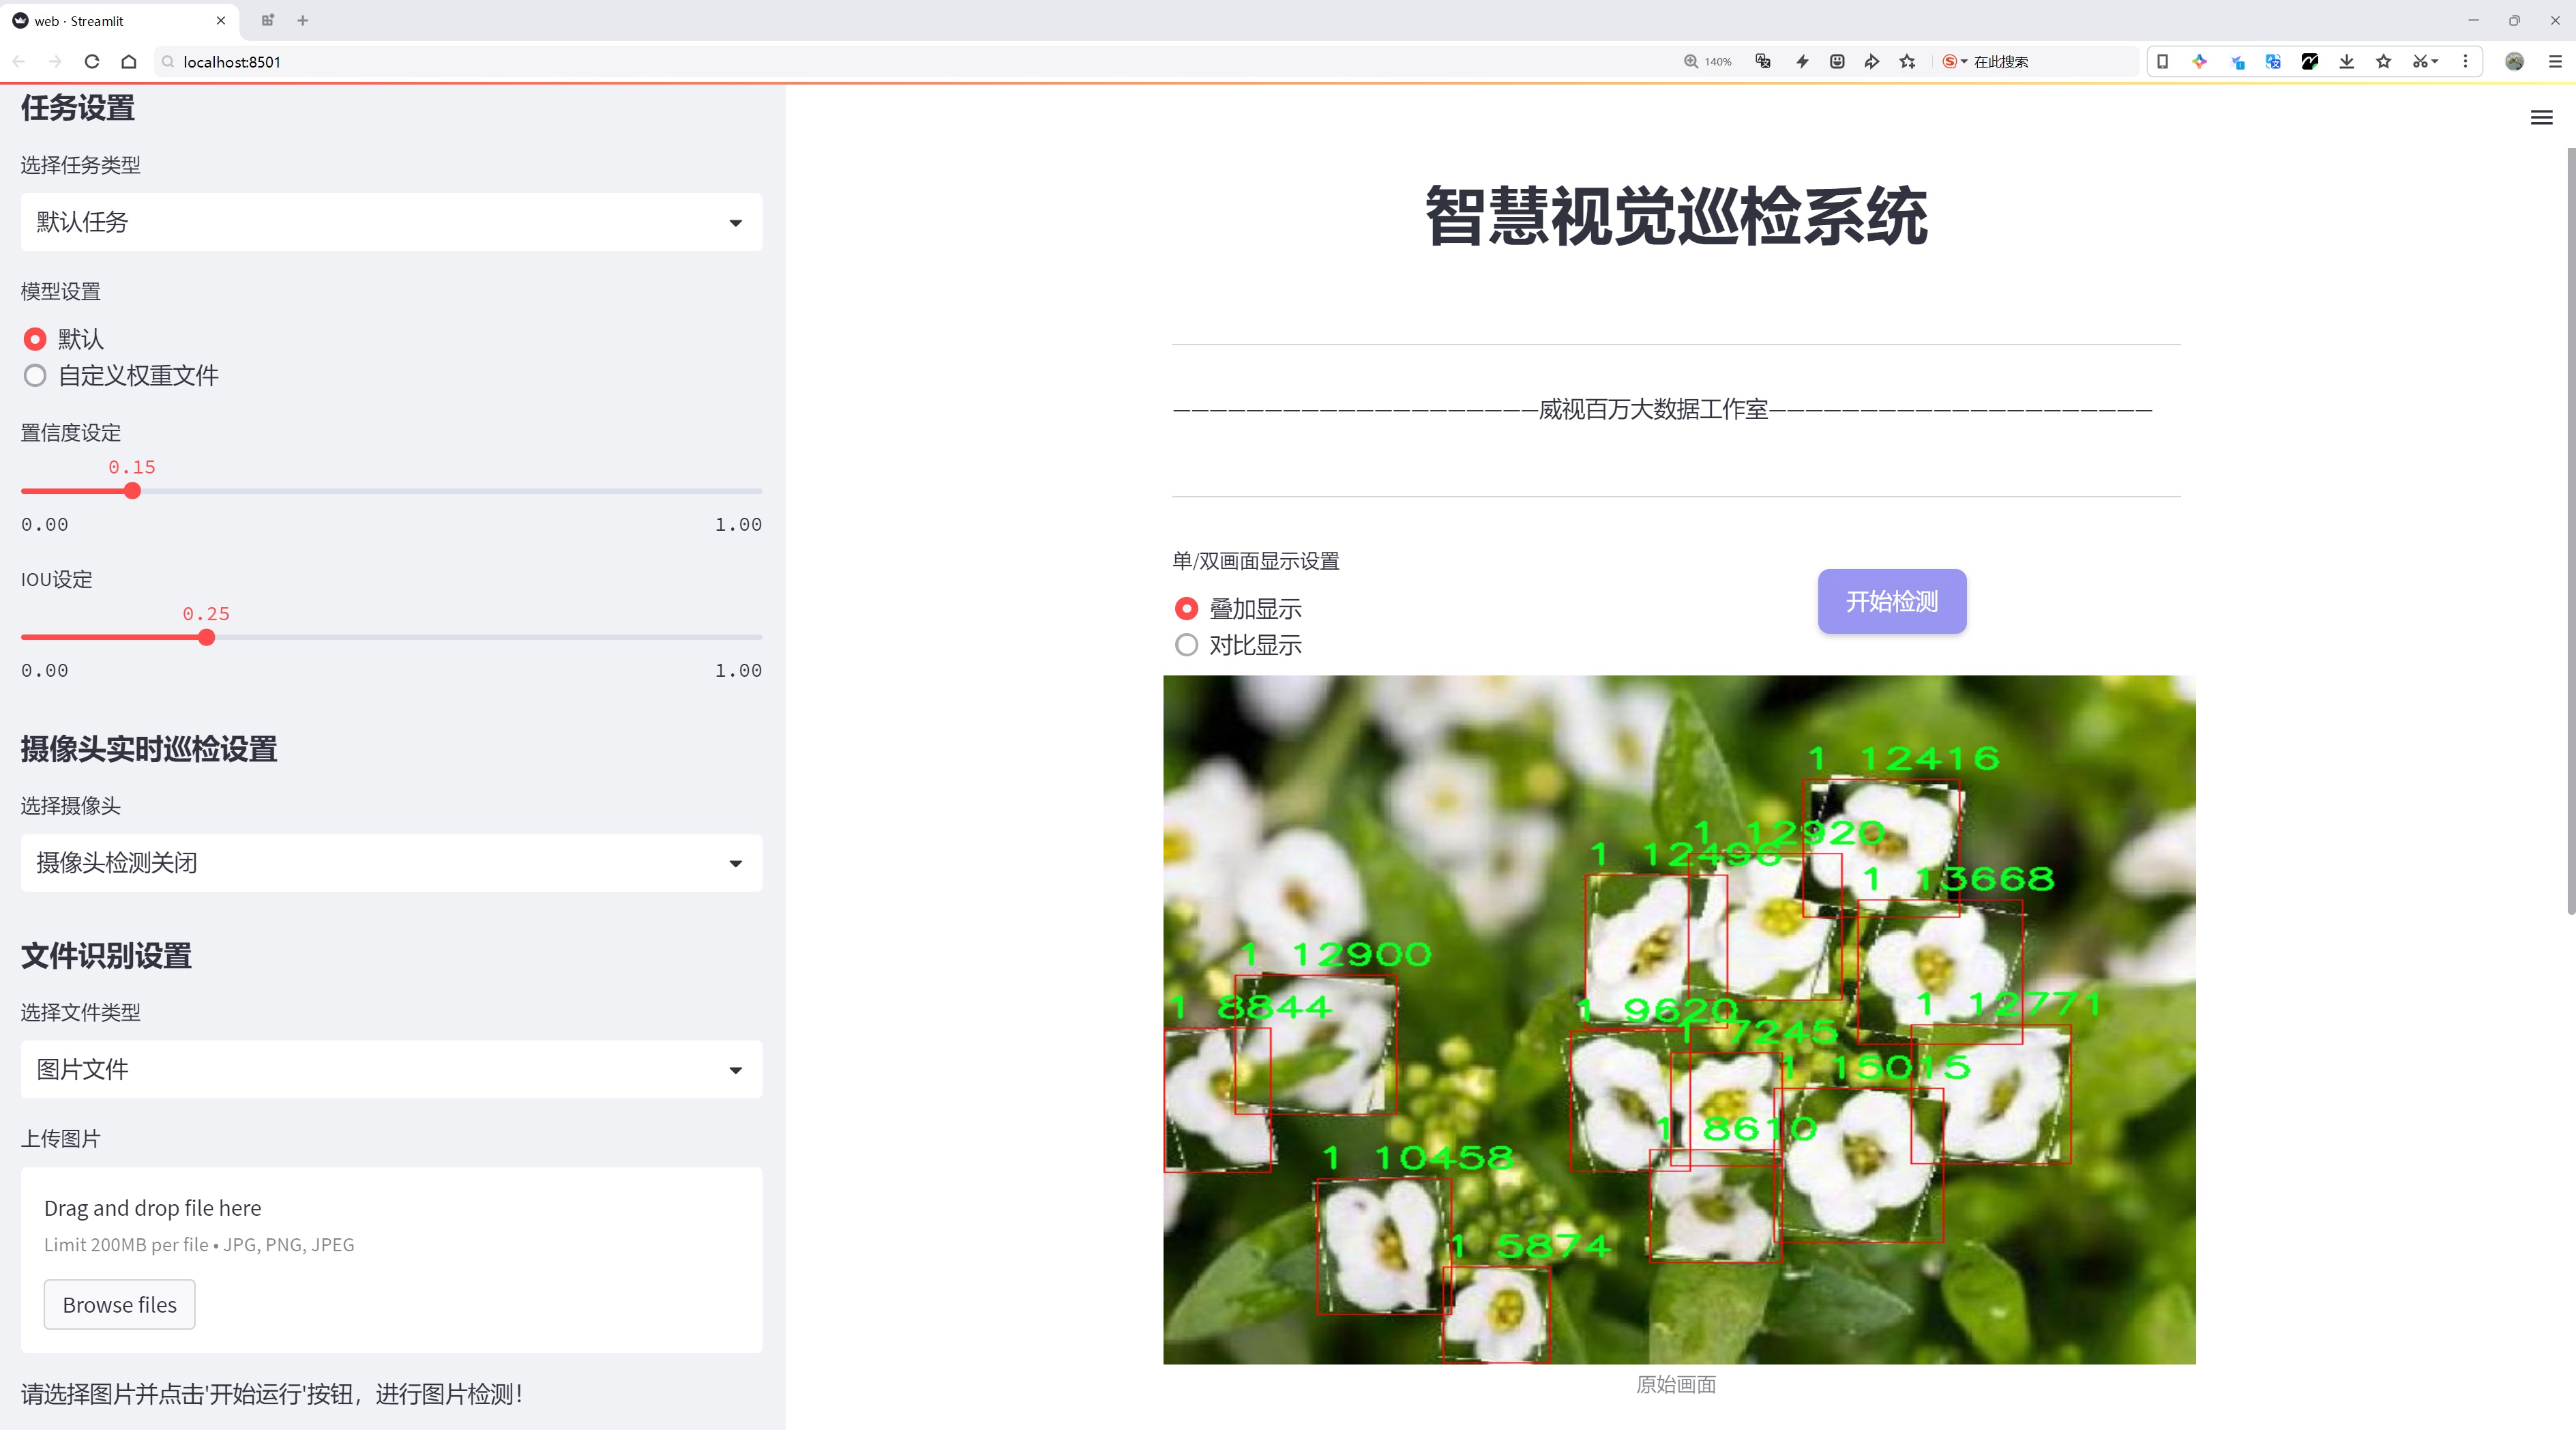 web · Streamlit
localhost:8501
140%
在此搜索
任务设置
选择任务类型
默认任务
模型设置
默认
自定义权重文件
置信度设定
0.15
0.00 1.00
IOU设定
0.25
0.00 1.00
摄像头实时巡检设置
选择摄像头
摄像头检测关闭
文件识别设置
选择文件类型
图片文件
上传图片
Drag and drop file here
Limit 200MB per file • JPG, PNG, JPEG
Browse files
请选择图片并点击'开始运行'按钮，进行图片检测！
智慧视觉巡检系统
————————————————————威视百万大数据工作室—————————————————————
单/双画面显示设置
叠加显示
对比显示
开始检测
1 12416
1 12920
1 12496
1 13668
1 12900
1 8844
1 9620
1 12771
1 7245
1 15015
1 8610
1 10458
1 5874
原始画面